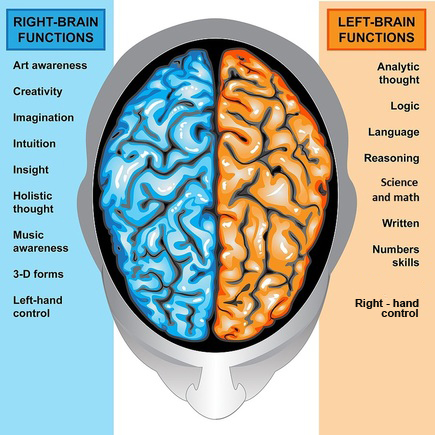 RIGHT-BRAIN
FUNCTIONS
Art awareness
Creativity
Imagination
Intuition
Insight
Holistic
thought
Music
awareness
3-D forms
Left-hand
control
LEFT-BRAIN
FUNCTIONS
Analytic
thought
Logic
Language
Reasoning
Science
and math
Written
Numbers
skills
Right - hand
control